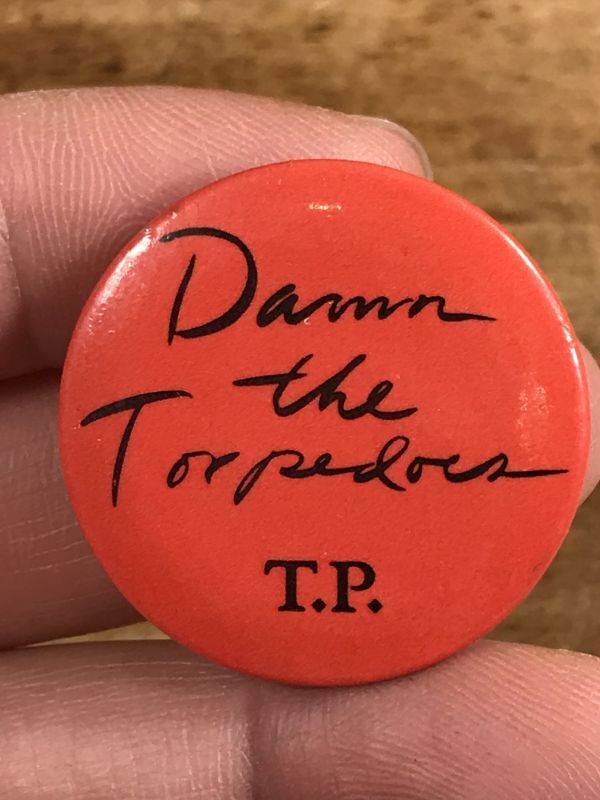 Damn
the
Torpedoes
T.P.